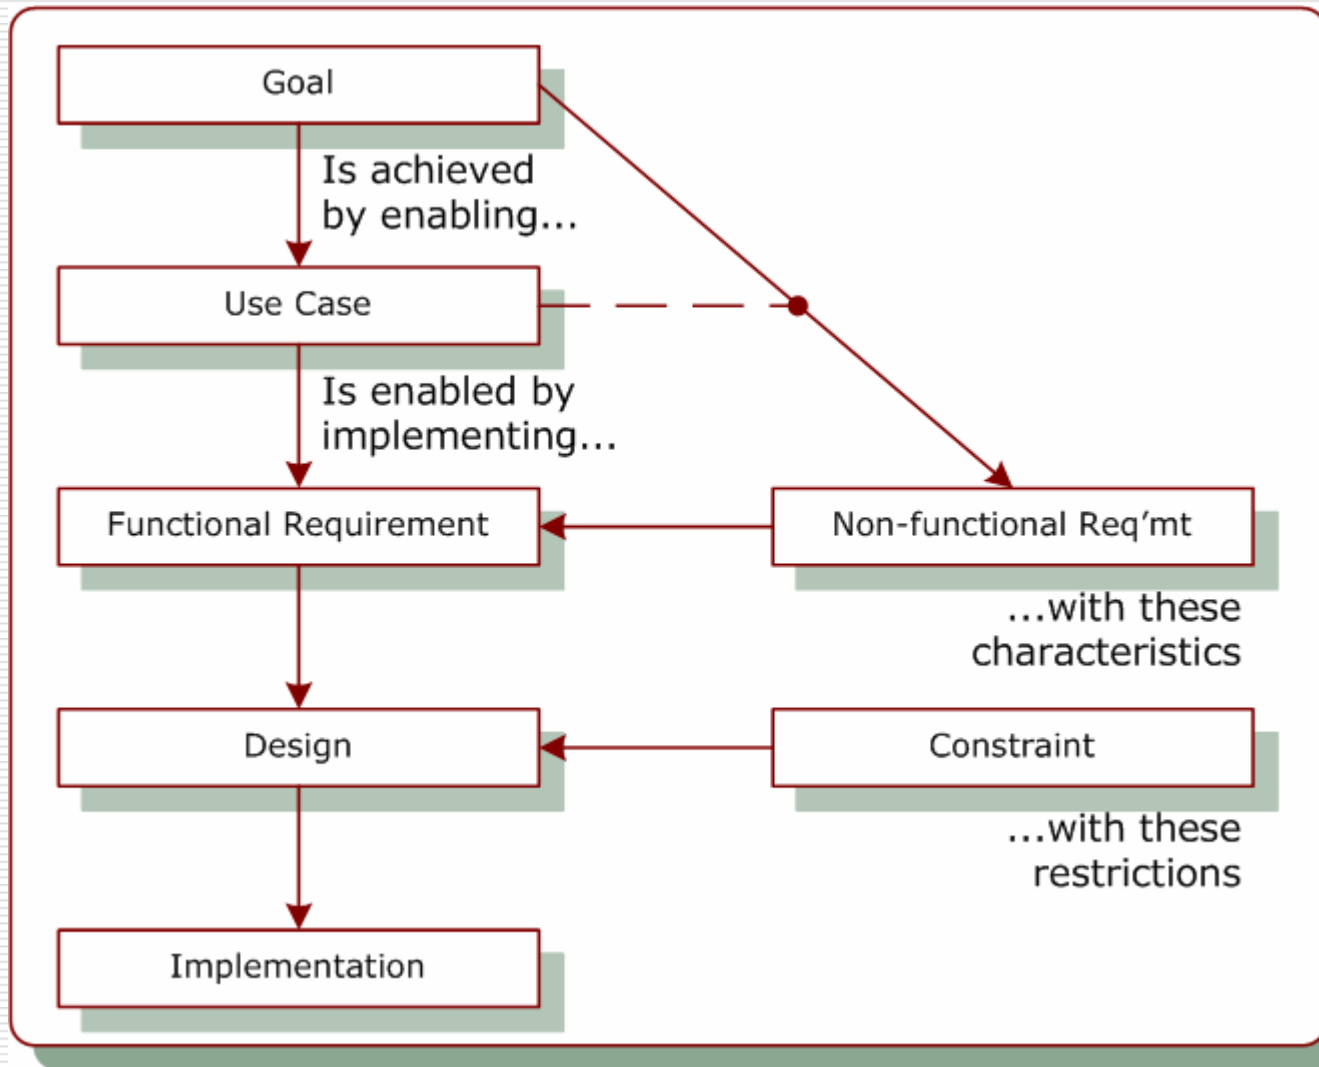 Goal
Is achieved
by enabling...
Use Case
Is enabled by
implementing...
Functional Requirement
Non-functional Req’mt
...with these
characteristics
Design
Constraint
...with these
restrictions
Implementation